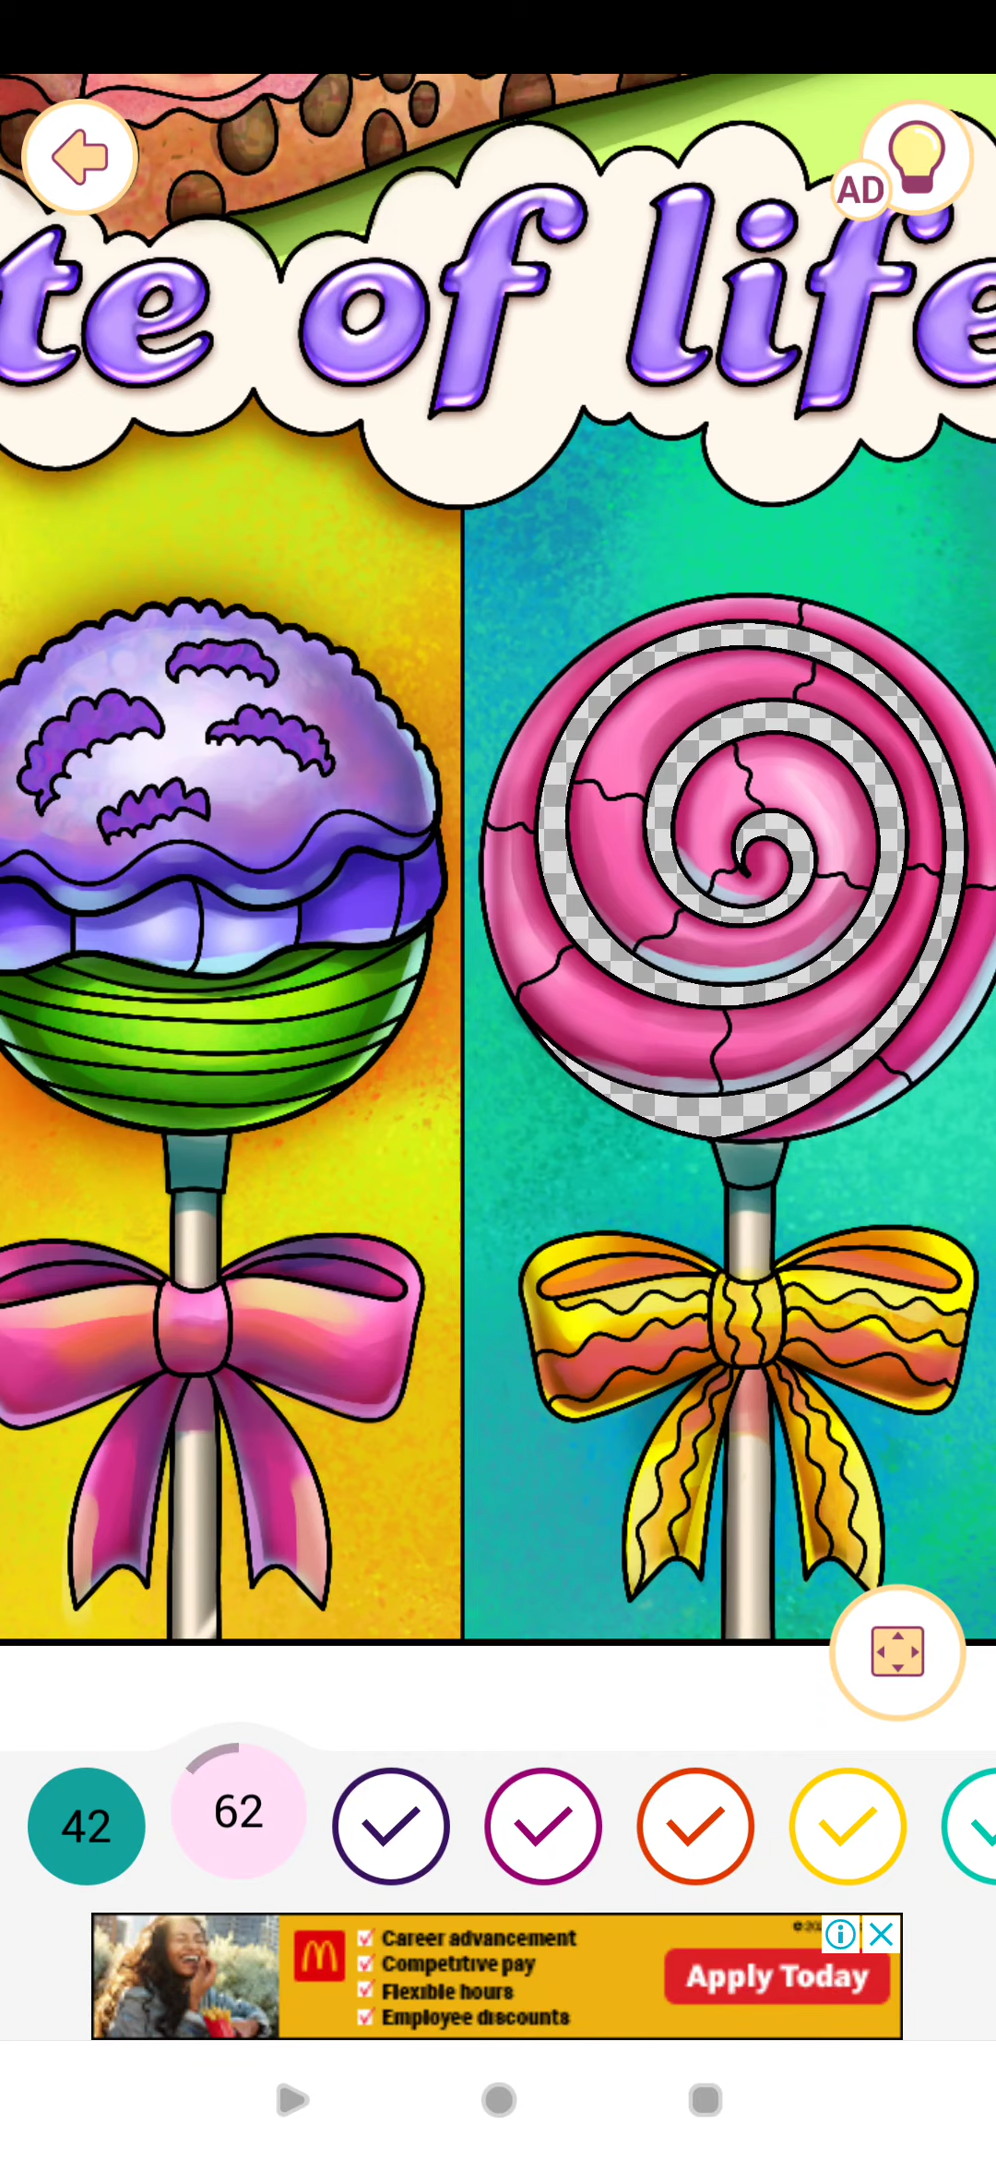 AD
te of life
42
62
Career advancement
Competitive pay
Flexible hours
Employee discounts
Apply Today